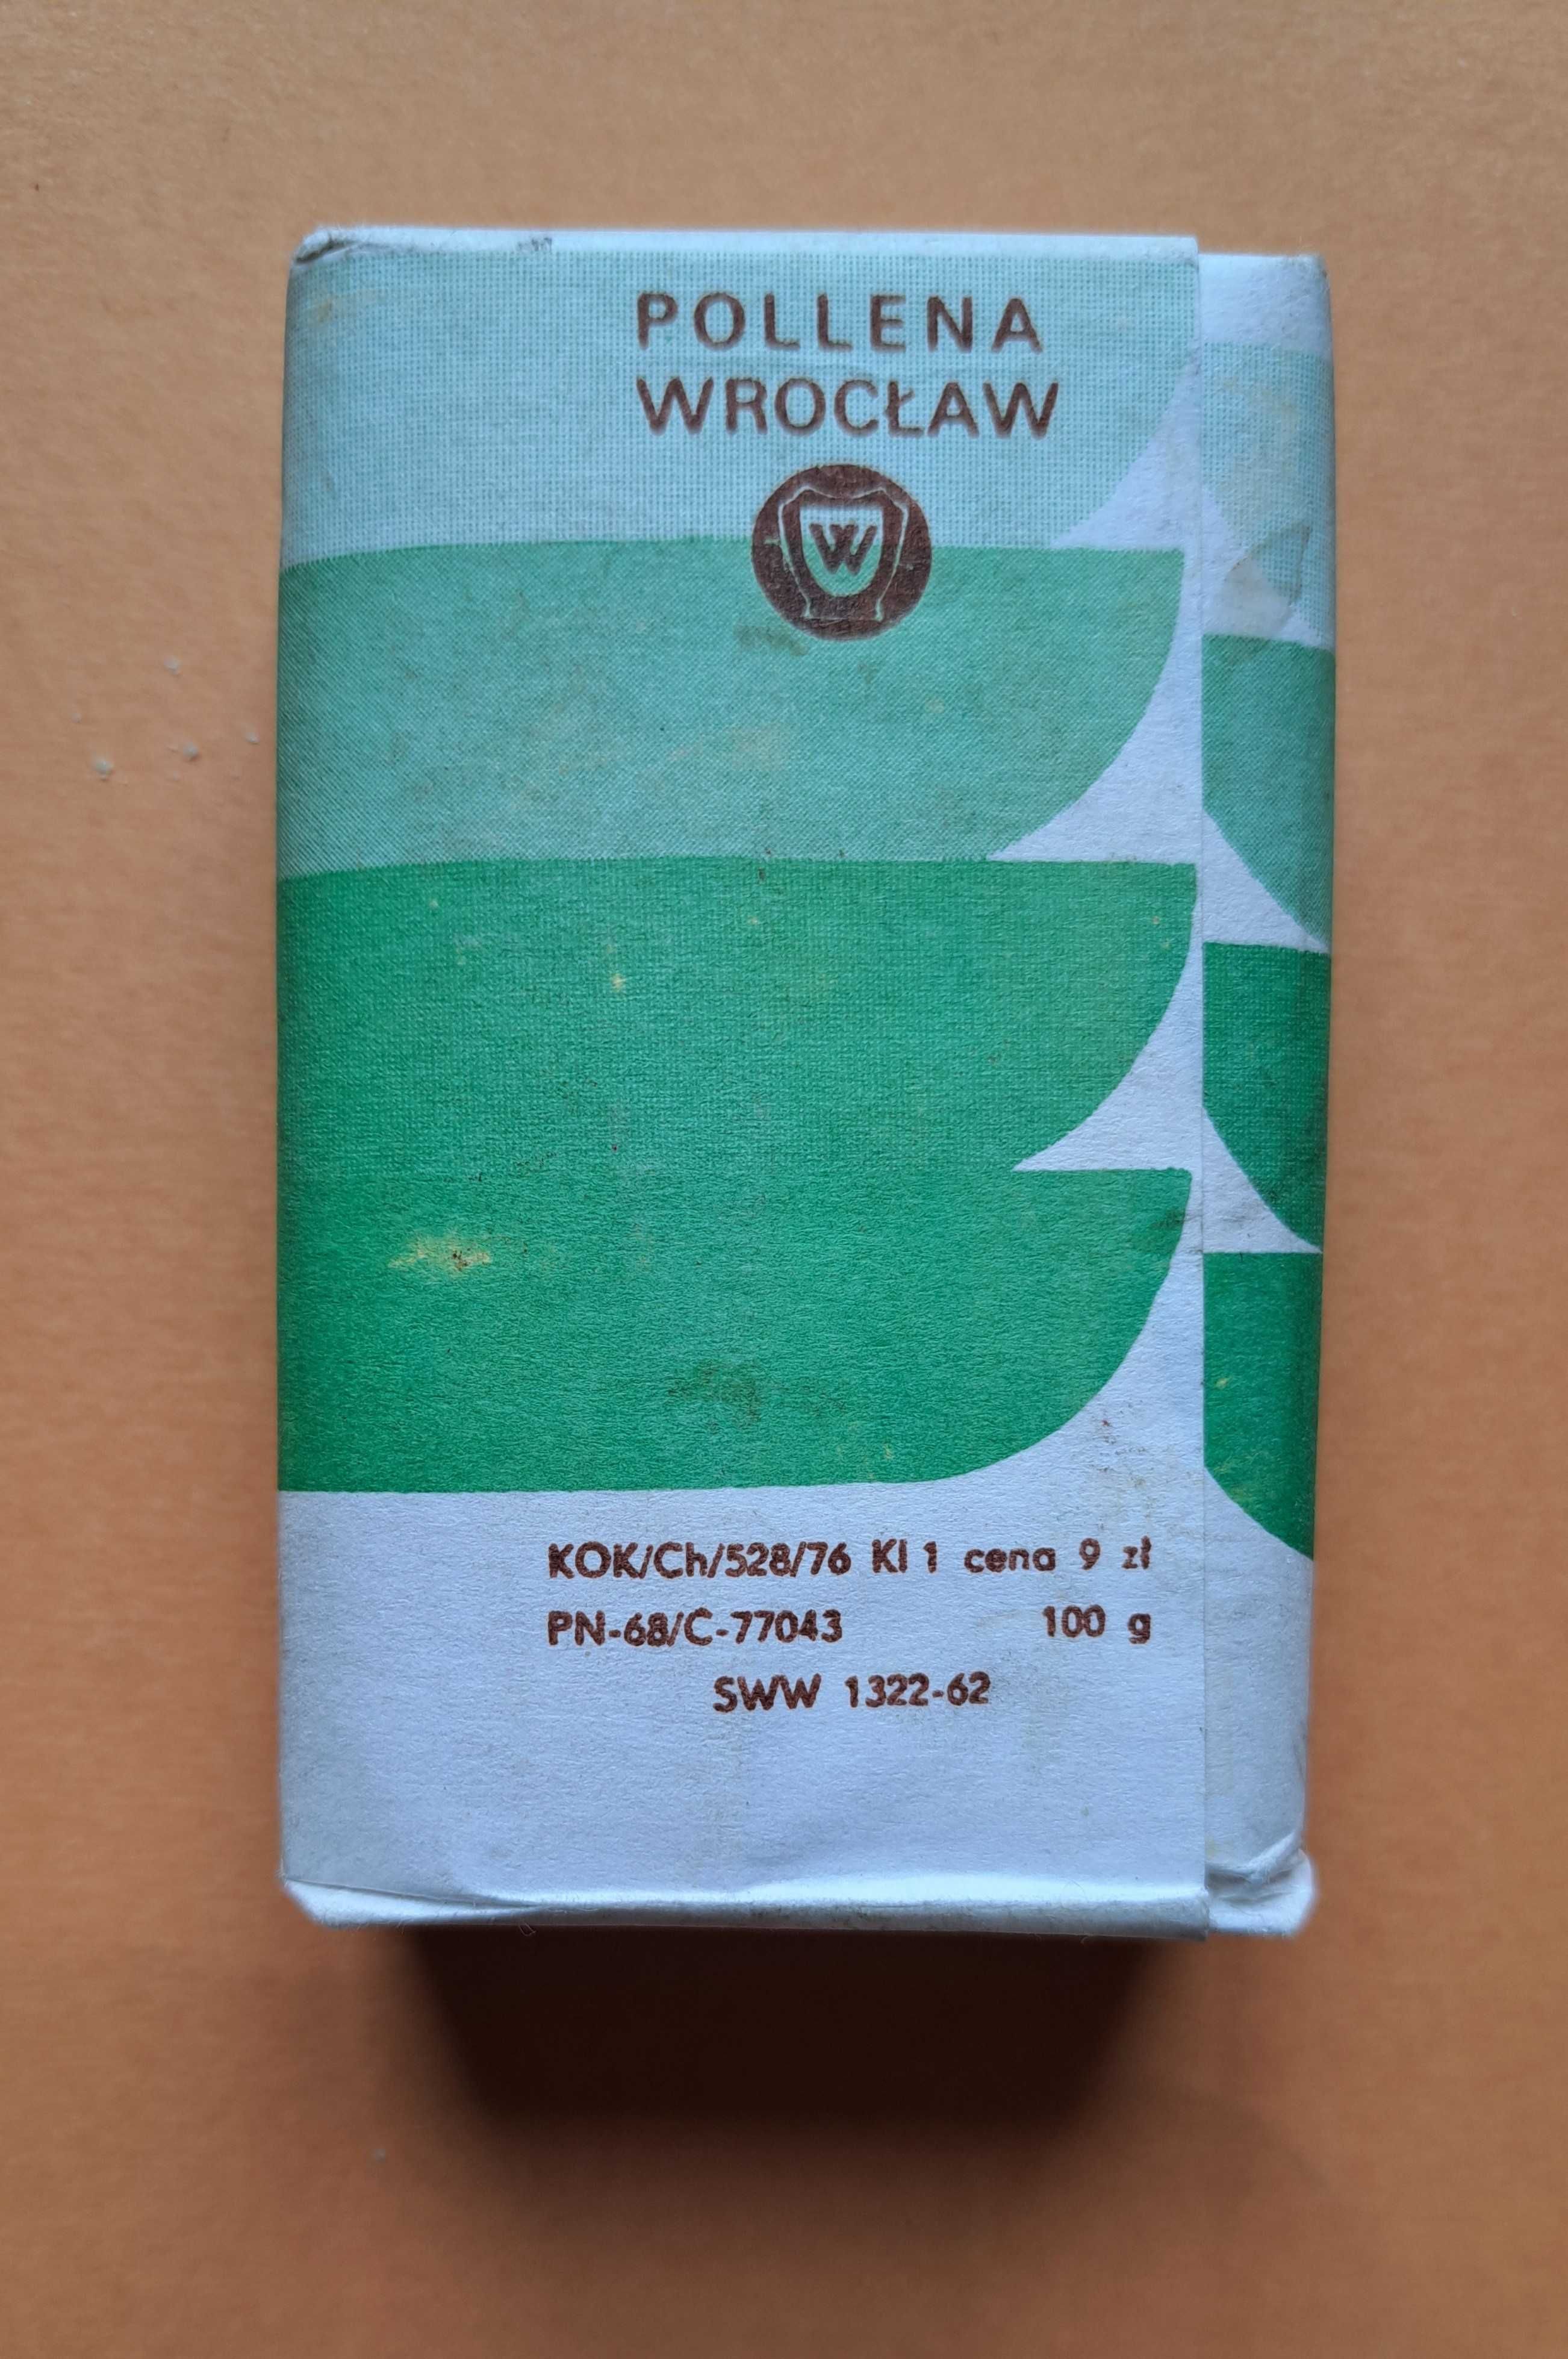 POLLENA
WROCŁAW
W
KOK/Ch/528/76 Kl 1 cena 9 zł
PN-68/C-77043 100 g
SWW 1322-62